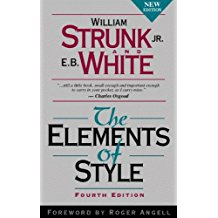 NEW
EDITION
WILLIAM
STRUNK JR.
AND
E.B. WHITE
"...still a little book, small enough and important enough
to carry in your pocket, as I carry mine."
— Charles Osgood
The
ELEMENTS
of
STYLE
FOURTH EDITION
FOREWORD BY ROGER ANGELL